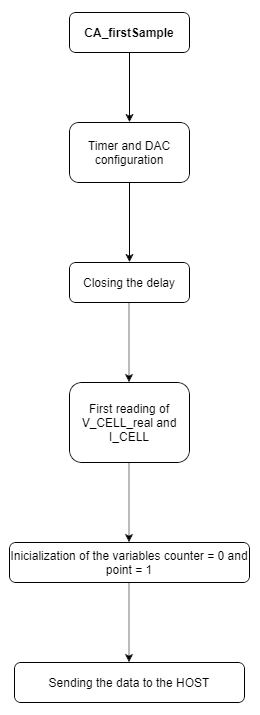 CA_firstSample
Timer and DAC
configuration
Closing the delay
First reading of
V_CELL_real and
I_CELL
Inicialization of the variables counter = 0 and
point = 1
Sending the data to the HOST